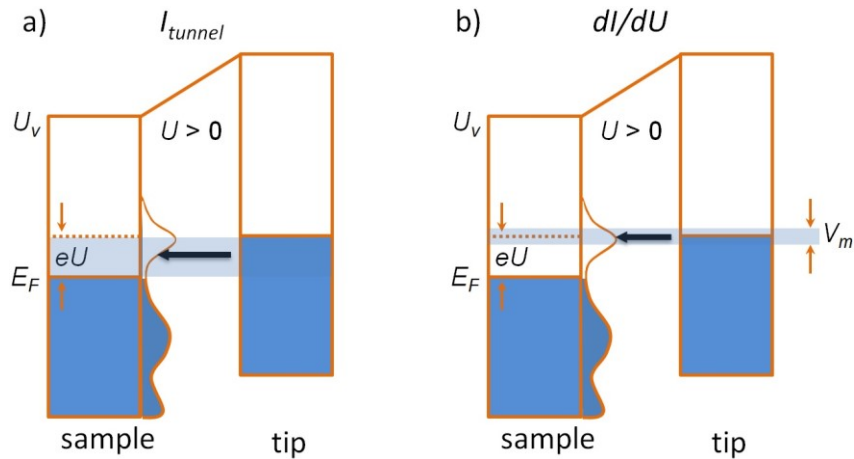 a) I_tunnel
U_v
U > 0
eU
E_F
sample tip
b) dI/dU
U_v
U > 0
V_m
eU
E_F
sample tip